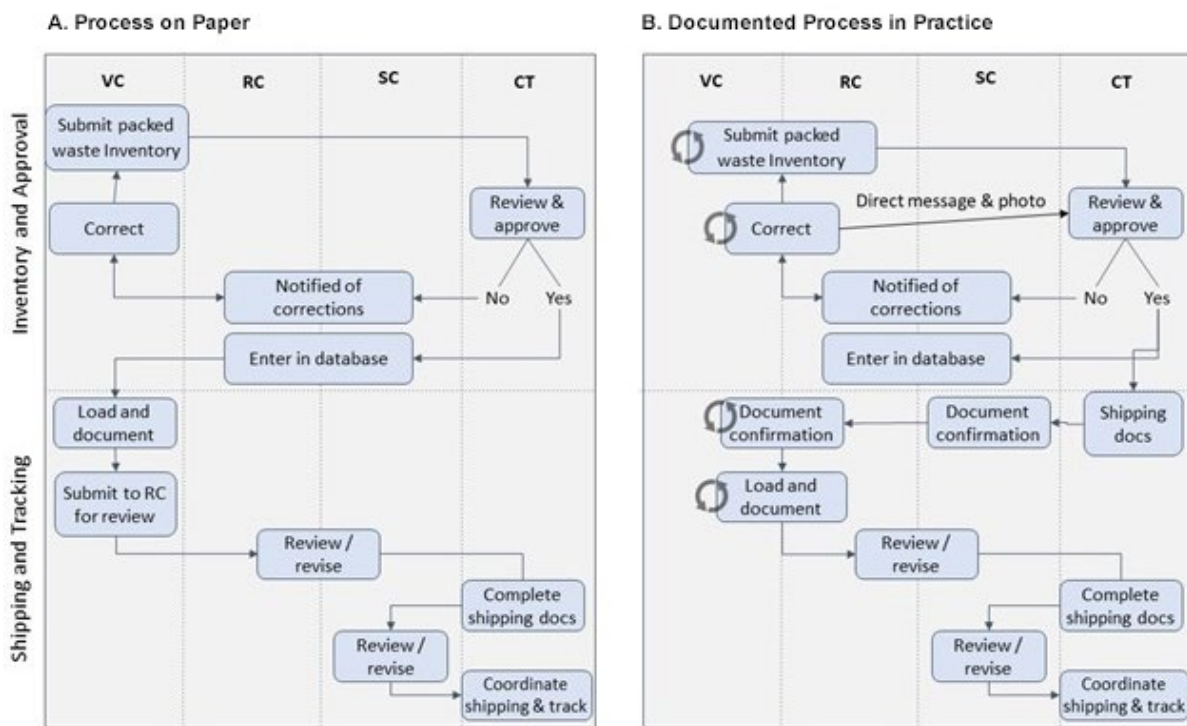 A. Process on Paper
VC
RC
SC
CT
Inventory and Approval
Submit packed
waste Inventory
Review &
approve
Correct
No
Yes
Notified of
corrections
Enter in database
Shipping and Tracking
Load and
document
Submit to RC
for review
Review /
revise
Complete
shipping docs
Review /
revise
Coordinate
shipping & track
B. Documented Process in Practice
VC
RC
SC
CT
Submit packed
waste Inventory
Direct message & photo
Review &
approve
Correct
No
Yes
Notified of
corrections
Enter in database
Document
confirmation
Document
confirmation
Shipping
docs
Load and
document
Review /
revise
Complete
shipping docs
Review /
revise
Coordinate
shipping & track